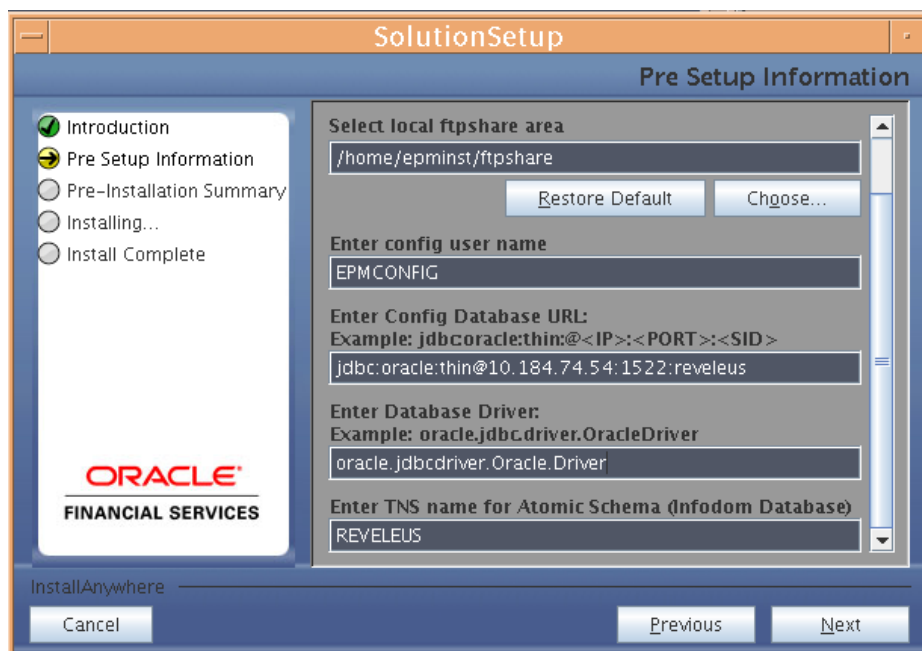 SolutionSetup
Pre Setup Information
Introduction
Pre Setup Information
Pre-Installation Summary
Installing...
Install Complete
ORACLE
FINANCIAL SERVICES
Select local ftpshare area
/home/epminst/ftpshare
Restore Default
Choose...
Enter config user name
EPMCONFIG
Enter Config Database URL:
Example: jdbc:oracle:thin:@<IP>:<PORT>:<SID>
jdbc:oracle:thin@10.184.74.54:1522:reveleus
Enter Database Driver:
Example: oracle.jdbc.driver.OracleDriver
oracle.jdbcdriver.Oracle.Driver
Enter TNS name for Atomic Schema (Infodom Database)
REVELEUS
InstallAnywhere
Cancel
Previous
Next